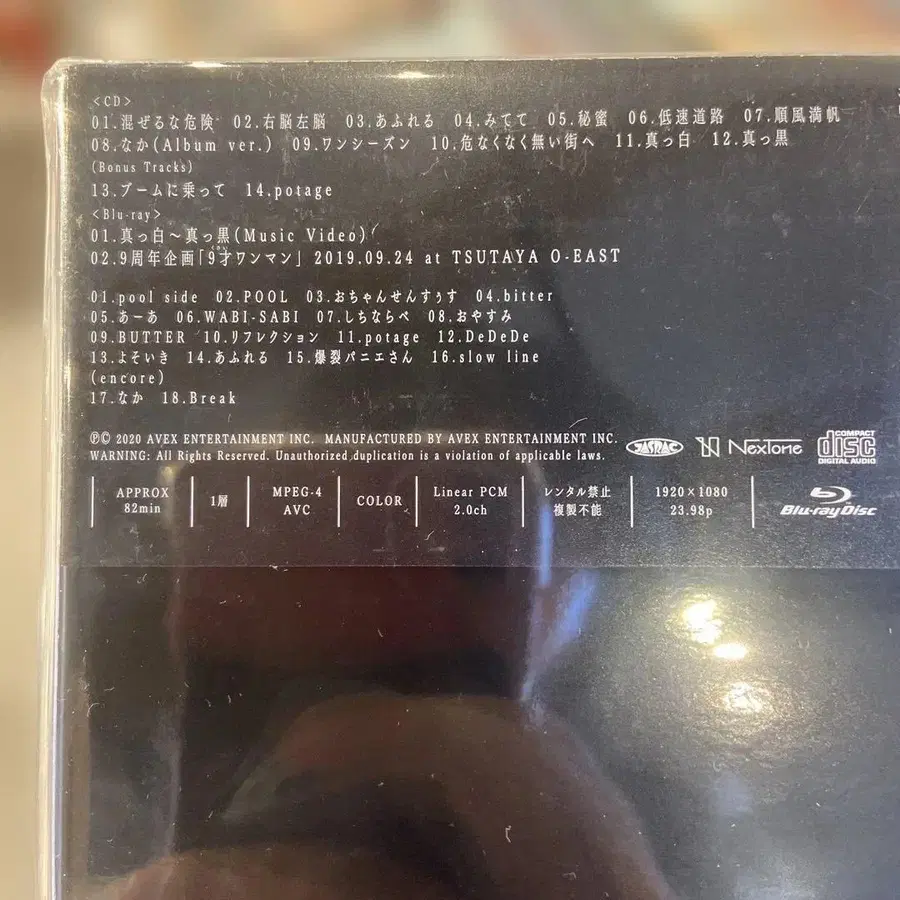 <CD>
01.混ぜるな危険 02.右脳左脳 03.あふれる 04.みてて 05.秘蜜 06.低速道路 07.順風満帆
08.なか(Album ver.) 09.ワンシーズン 10.危なくなく無い街へ 11.真っ白 12.真っ黒
(Bonus Tracks)
13.ブームに乗って 14.potage
<Blu-ray>
01.真っ白～真っ黒(Music Video)
02.9周年企画「9才ワンマン」 2019.09.24 at TSUTAYA O-EAST
01.pool side 02.POOL 03.おちゃんせんすぅす 04.bitter
05.あーあ 06.WABI-SABI 07.しちならべ 08.おやすみ
09.BUTTER 10.リフレクション 11.potage 12.DeDeDe
13.よそいき 14.あふれる 15.爆裂パニエさん 16.slow line
(encore)
17.なか 18.Break
℗© 2020 AVEX ENTERTAINMENT INC. MANUFACTURED BY AVEX ENTERTAINMENT INC.
WARNING: All Rights Reserved. Unauthorized duplication is a violation of applicable laws.
JASRAC NexTone COMPACT disc DIGITAL AUDIO
APPROX 82min 1層 MPEG-4 AVC COLOR Linear PCM 2.0ch レンタル禁止 複製不能 1920×1080 23.98p Blu-ray Disc